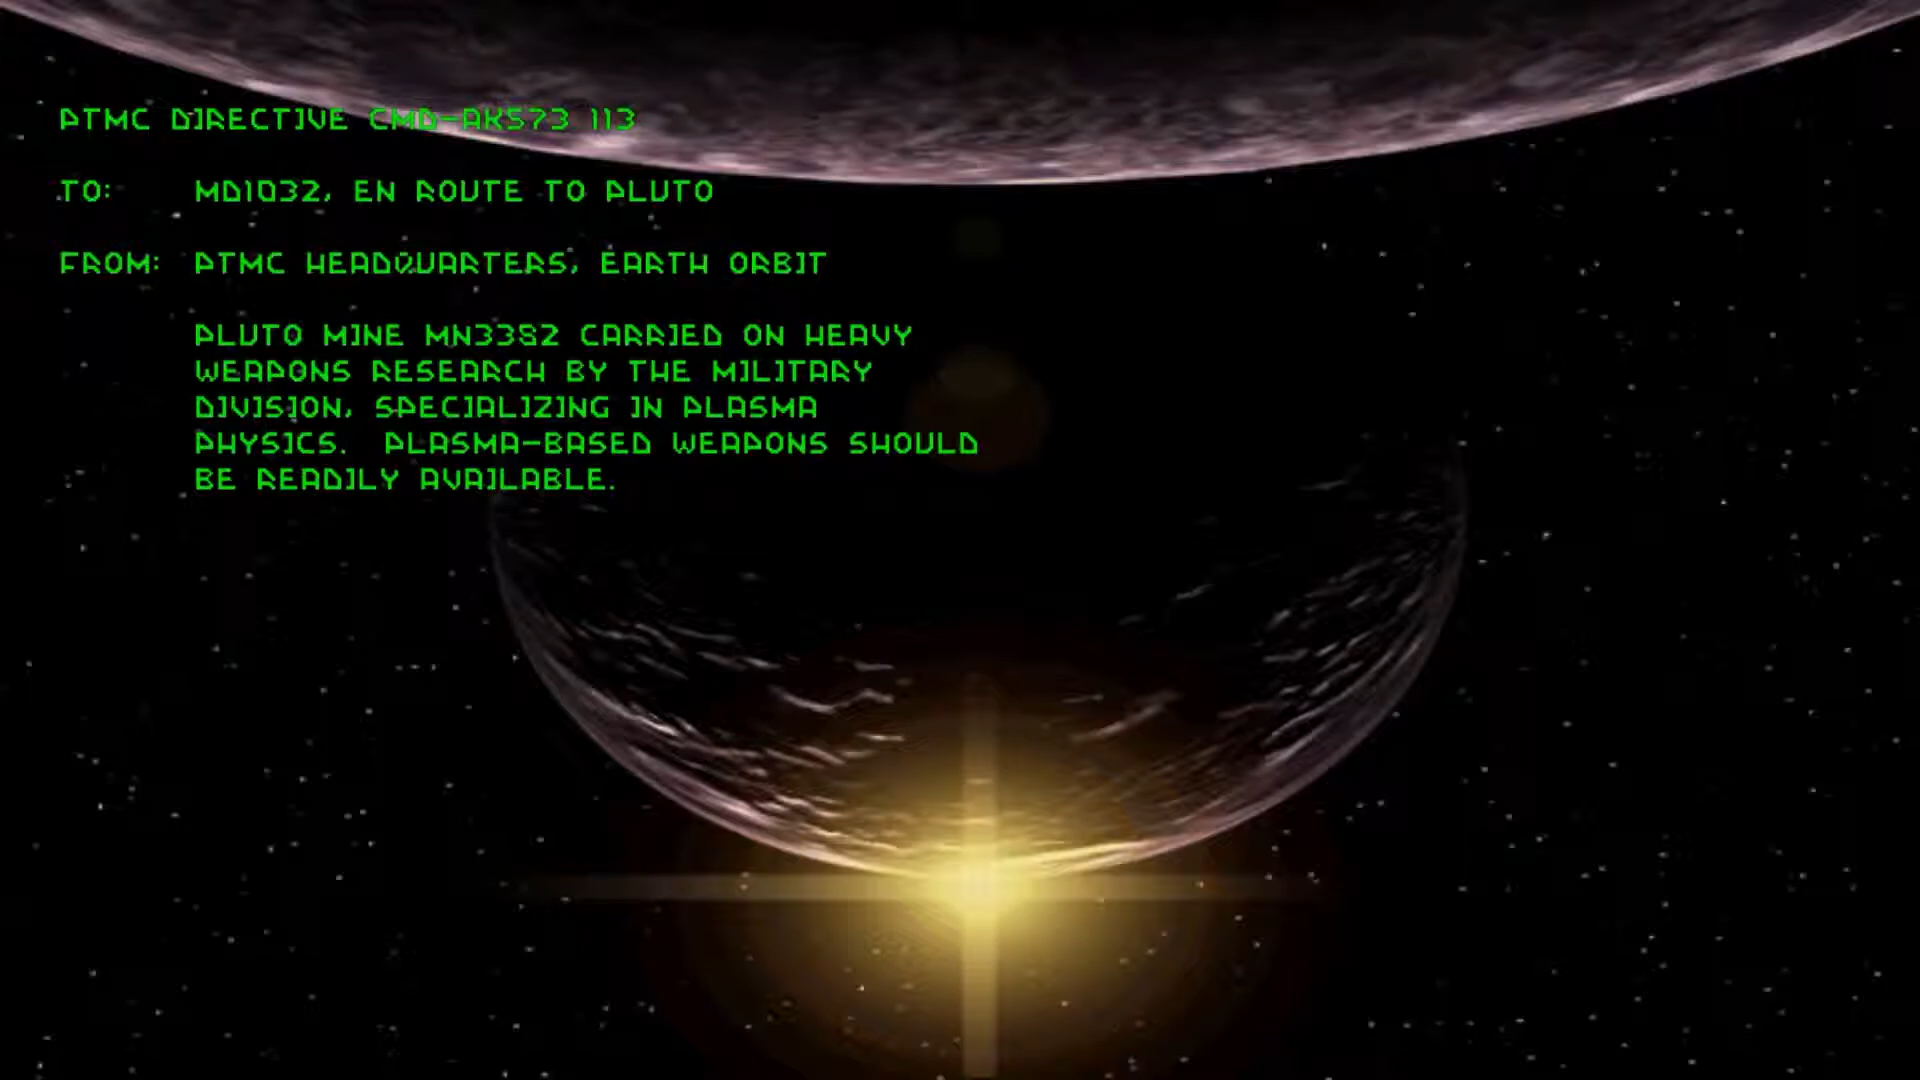 PTMC DIRECTIVE CMD-AK573 113
TO: MD1032, EN ROUTE TO PLUTO
FROM: PTMC HEADQUARTERS, EARTH ORBIT
PLUTO MINE MN3382 CARRIED ON HEAVY
WEAPONS RESEARCH BY THE MILITARY
DIVISION, SPECIALIZING IN PLASMA
PHYSICS. PLASMA-BASED WEAPONS SHOULD
BE READILY AVAILABLE.